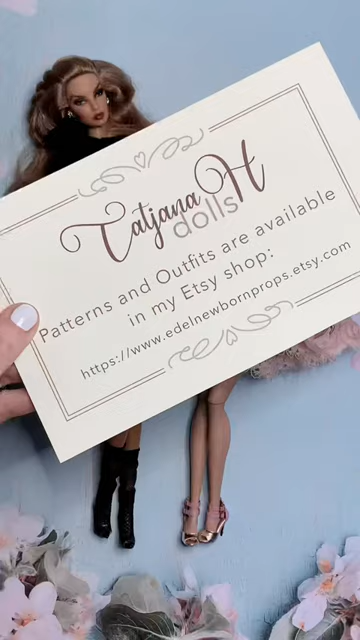 Tatjana H
dolls
Patterns and Outfits are available
in my Etsy shop:
https://www.edelnewbornprops.etsy.com